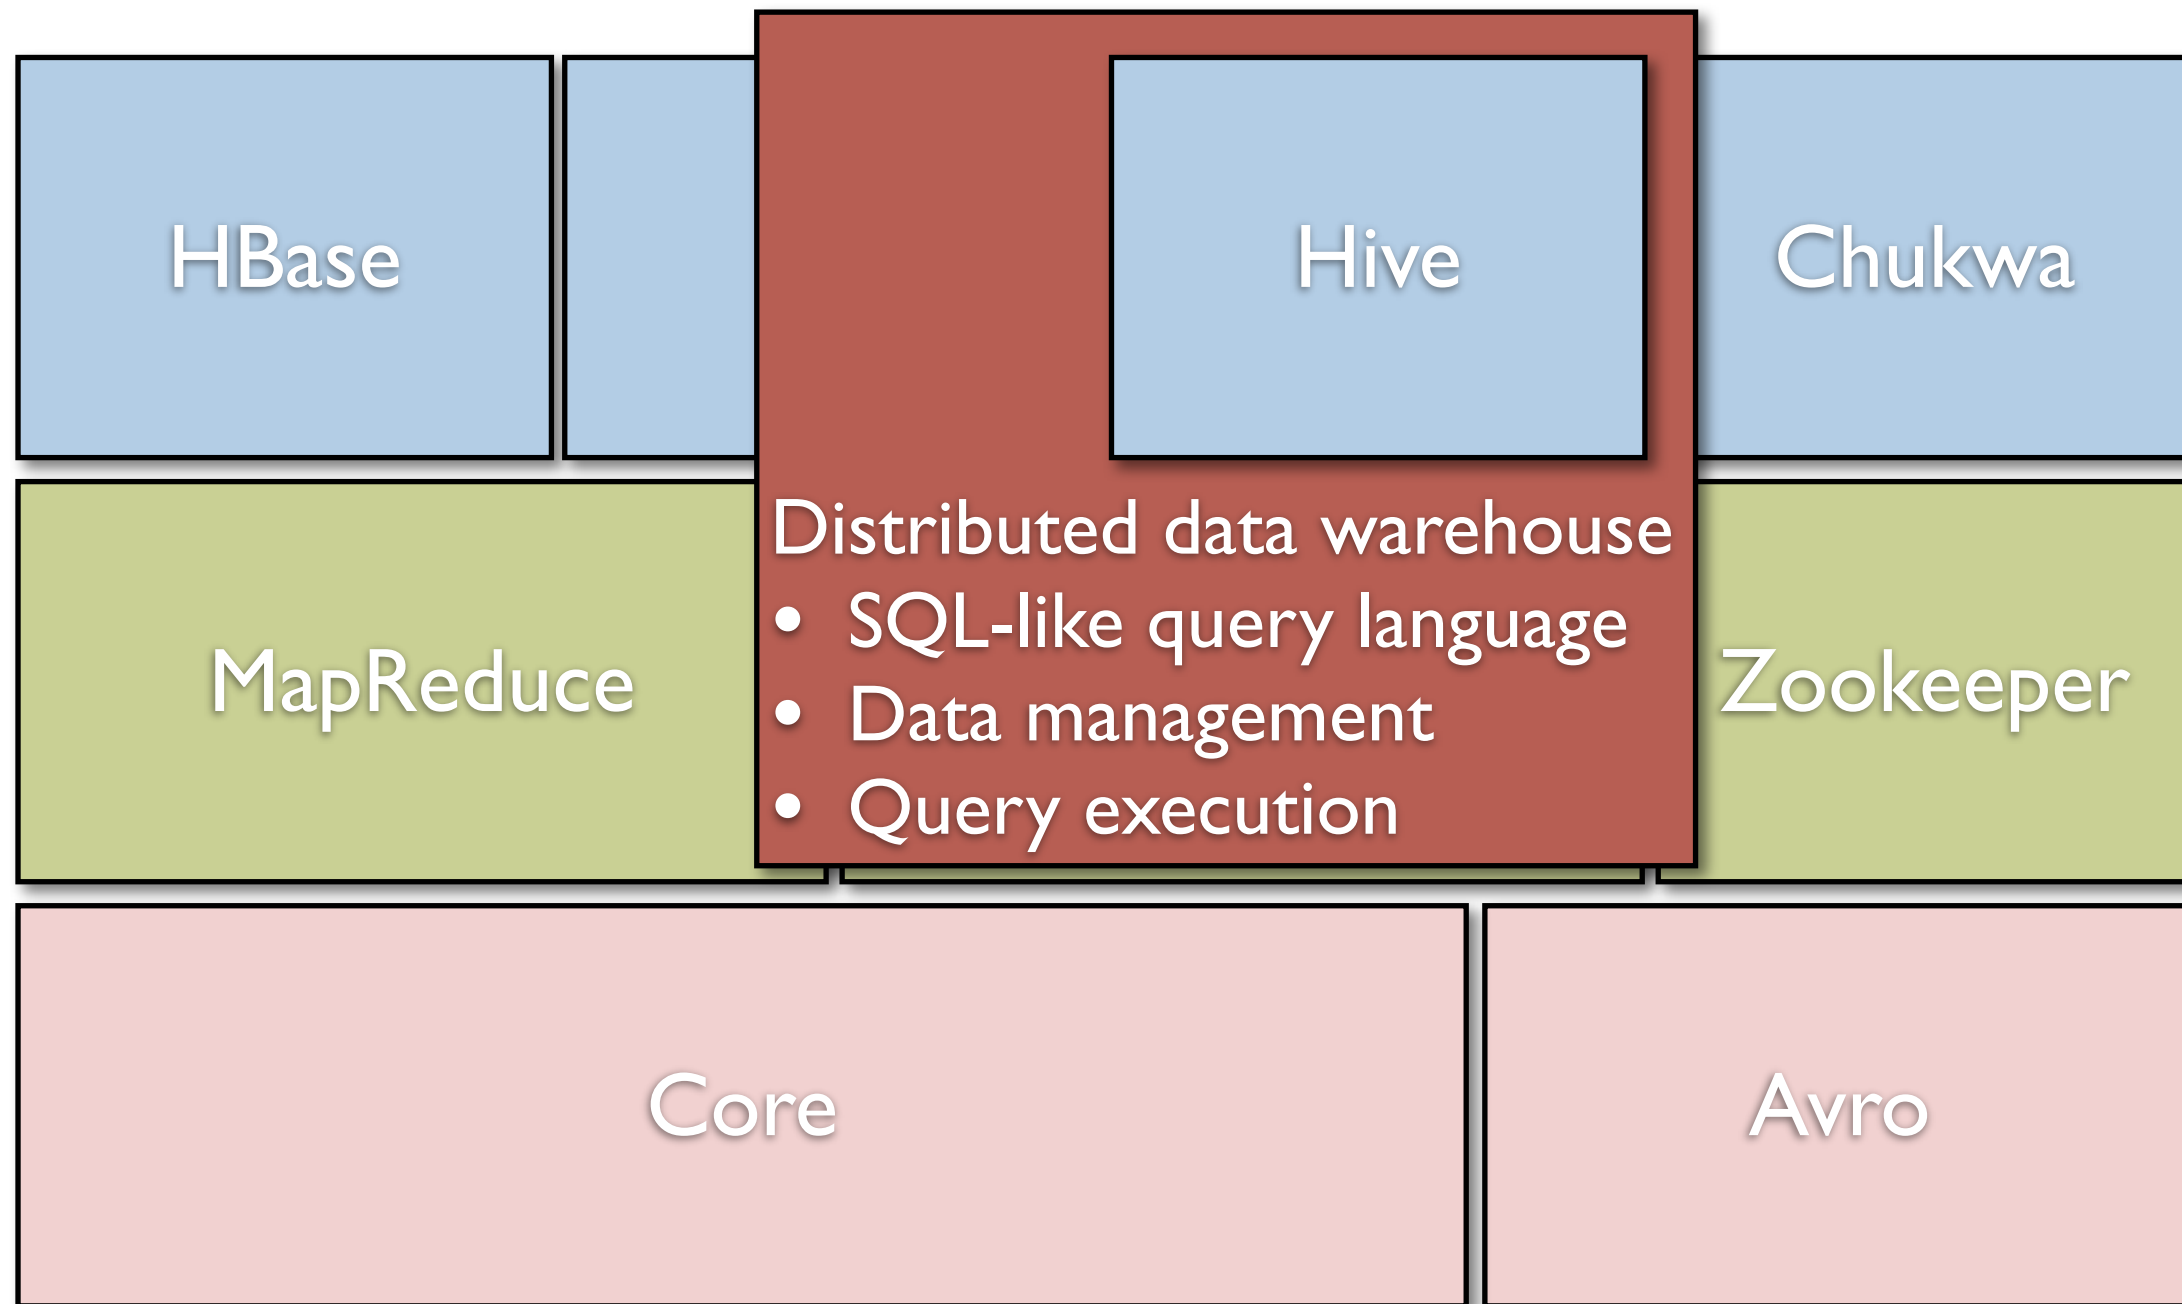 HBase
Hive
Chukwa
Distributed data warehouse
• SQL-like query language
• Data management
• Query execution
MapReduce
Zookeeper
Core
Avro